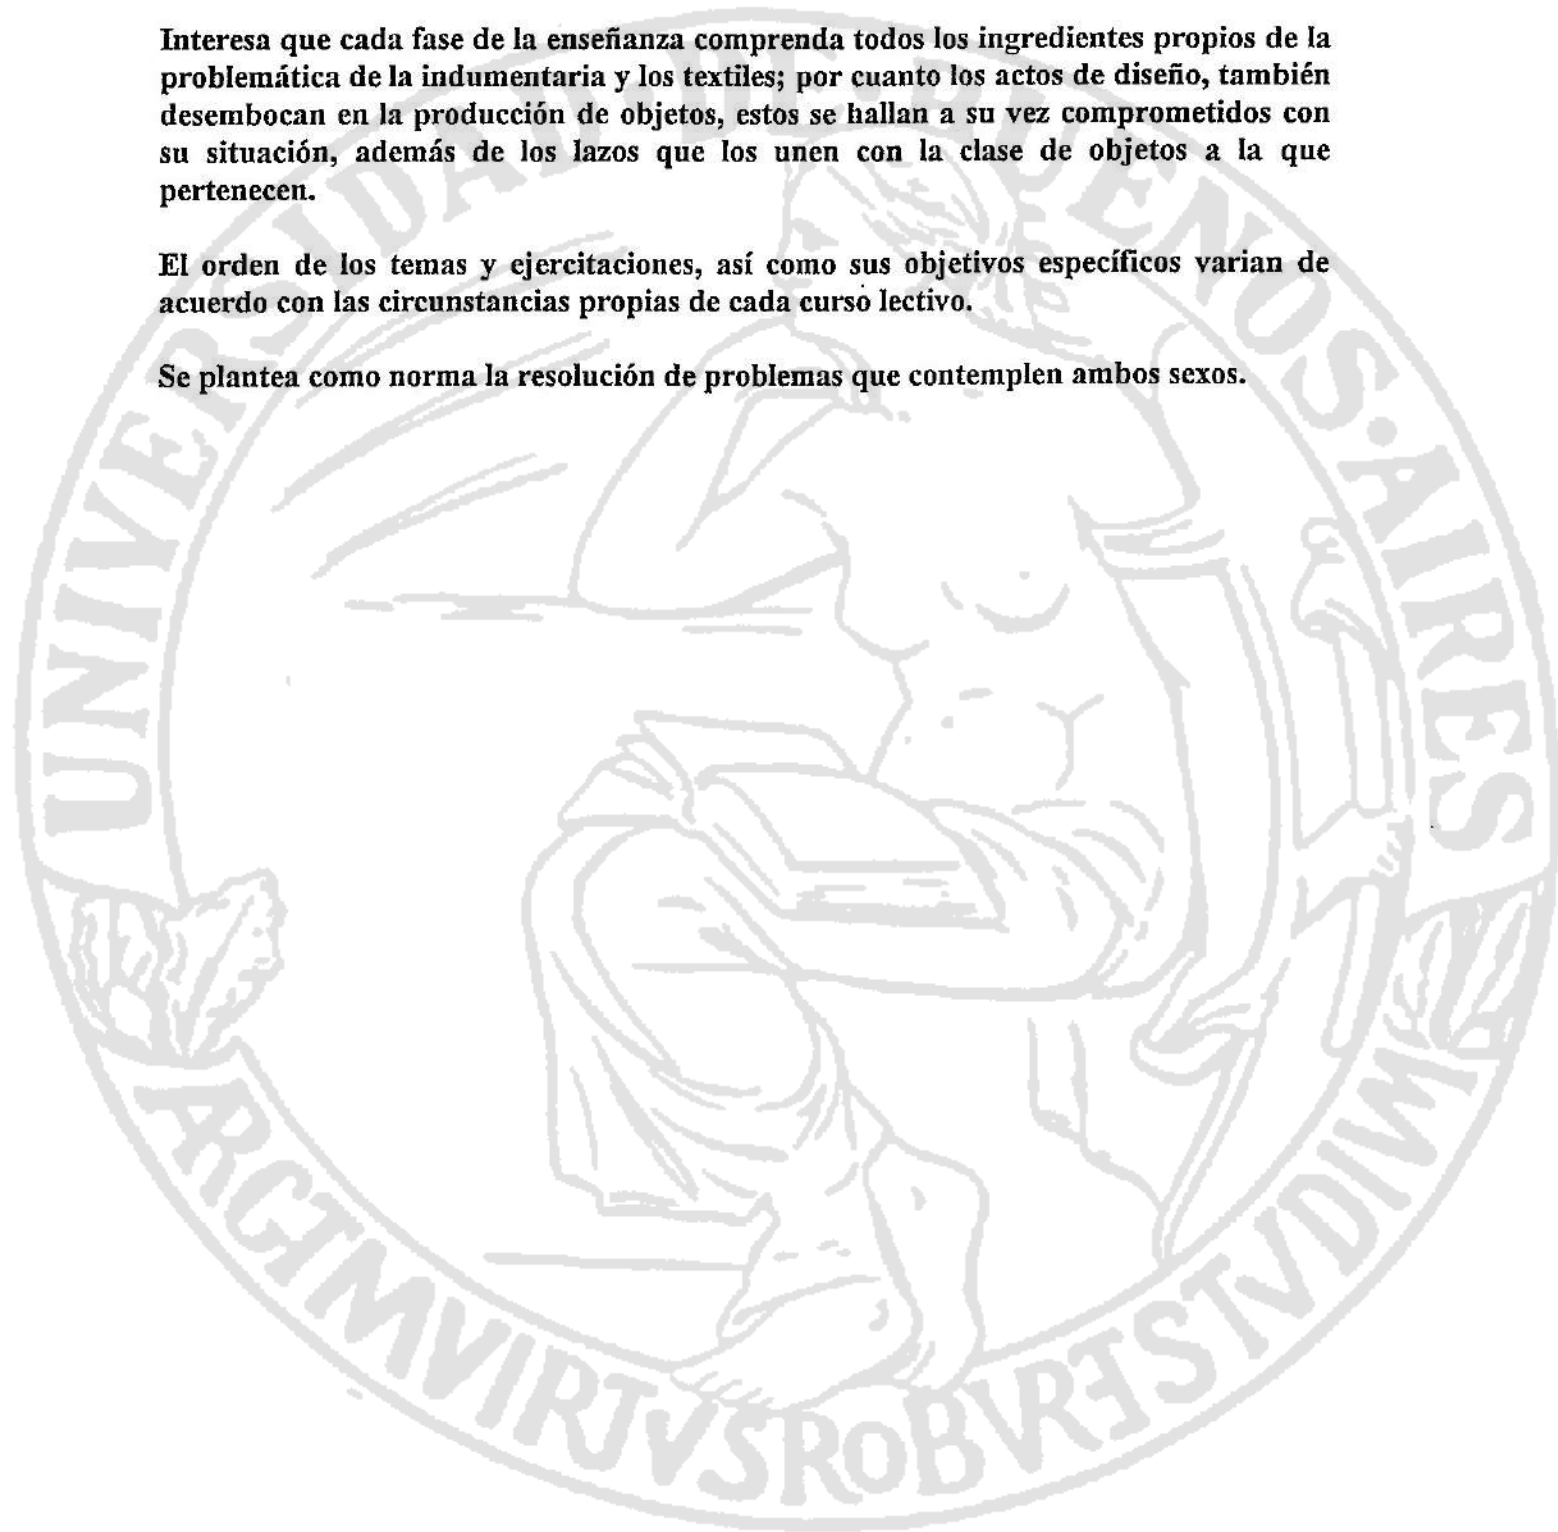 Interesa que cada fase de la enseñanza comprenda todos los ingredientes propios de la
problemática de la indumentaria y los textiles; por cuanto los actos de diseño, también
desembocan en la producción de objetos, estos se hallan a su vez comprometidos con
su situación, además de los lazos que los unen con la clase de objetos a la que
pertenecen.
El orden de los temas y ejercitaciones, así como sus objetivos específicos varian de
acuerdo con las circunstancias propias de cada curso lectivo.
Se plantea como norma la resolución de problemas que contemplen ambos sexos.
UNIVERSIDAD·DE·BUENOS·AIRES
ARGTMVIRTVSROBVRESTVDIVM